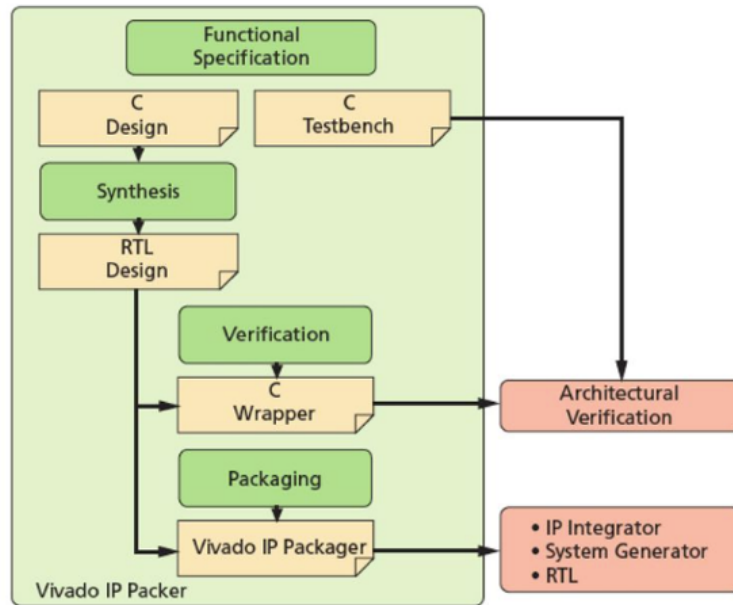 Functional
Specification
C
Design
C
Testbench
Synthesis
RTL
Design
Verification
C
Wrapper
Architectural
Verification
Packaging
Vivado IP Packager
• IP Integrator
• System Generator
• RTL
Vivado IP Packer